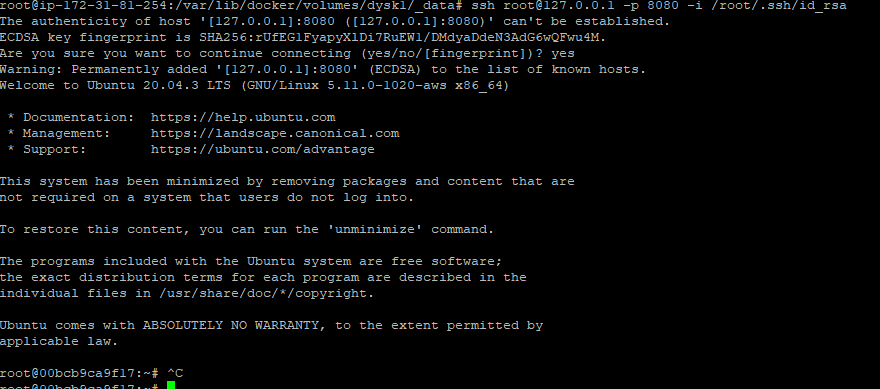 root@ip-172-31-81-254:/var/lib/docker/volumes/dysk1/_data# ssh root@127.0.0.1 -p 8080 -i /root/.ssh/id_rsa
The authenticity of host '[127.0.0.1]:8080 ([127.0.0.1]:8080)' can't be established.
ECDSA key fingerprint is SHA256:rUfEGlFyapyXlDi7RuEWl/DMdyaDdeN3AdG6wQFwu4M.
Are you sure you want to continue connecting (yes/no/[fingerprint])? yes
Warning: Permanently added '[127.0.0.1]:8080' (ECDSA) to the list of known hosts.
Welcome to Ubuntu 20.04.3 LTS (GNU/Linux 5.11.0-1020-aws x86_64)
* Documentation:  https://help.ubuntu.com
* Management:     https://landscape.canonical.com
* Support:        https://ubuntu.com/advantage
This system has been minimized by removing packages and content that are
not required on a system that users do not log into.
To restore this content, you can run the 'unminimize' command.
The programs included with the Ubuntu system are free software;
the exact distribution terms for each program are described in the
individual files in /usr/share/doc/*/copyright.
Ubuntu comes with ABSOLUTELY NO WARRANTY, to the extent permitted by
applicable law.
root@00bcb9ca9f17:~# ^C
root@00bcb9ca9f17:~#